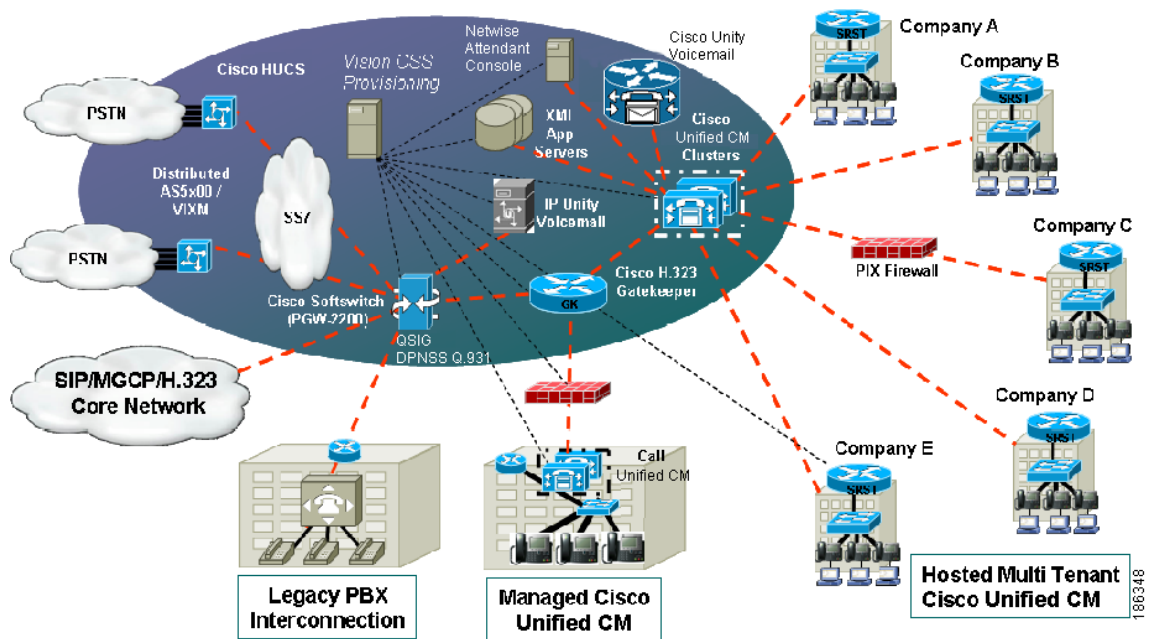 Company A
SRST
Company B
SRST
Company C
SRST
Company D
SRST
Company E
SRST
Netwise
Attendant
Console
Cisco Unity
Voicemail
Vision CSS
Provisioning
Cisco HUCS
PSTN
XMI
App
Servers
Cisco
Unified CM
Clusters
Distributed
AS5x00 /
VIXM
SS7
IP Unity
Voicemail
PSTN
PIX Firewall
Cisco H.323
Gatekeeper
GK
Cisco Softswitch
(PGW-2200)
QSIG
DPNSS Q.931
SIP/MGCP/H.323
Core Network
Call
Unified CM
Legacy PBX
Interconnection
Managed Cisco
Unified CM
Hosted Multi Tenant
Cisco Unified CM
186348